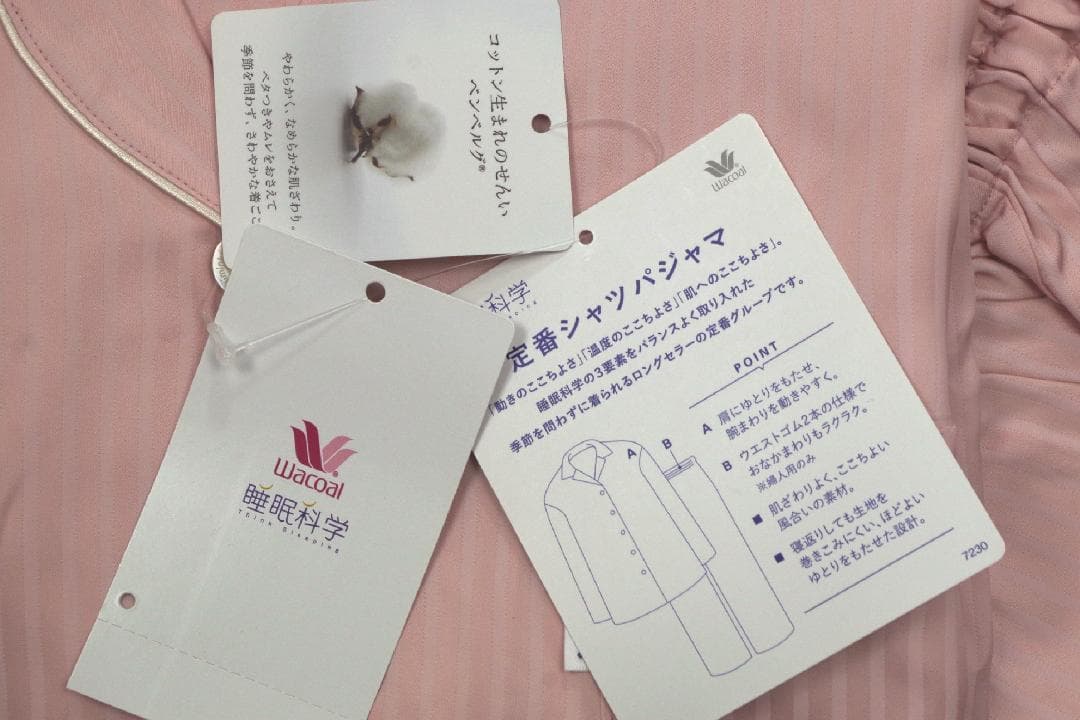 コットン生まれのせんい
ベンベルグ®
やわらかく、なめらかな肌ざわり。
ベタつきやムレをおさえて
季節を問わず、さわやかな着ごこ
wacoal
睡眠科学
THINK SLEEPING
wacoal
科学
定番シャツパジャマ
「動きのここちよさ」「温度のここちよさ」「肌へのここちよさ」。
睡眠科学の3要素をバランスよく取り入れた
季節を問わずに着られるロングセラーの定番グループです。
POINT
A 肩にゆとりをもたせ、
腕まわりを動きやすく。
B ウエストゴム2本の仕様で
おなかまわりもラクラク。
※婦人用のみ
■ 肌ざわりよく、ここちよい
風合いの素材。
■ 寝返りしても生地を
巻きこみにくい、ほどよい
ゆとりをもたせた設計。
A
B
7230